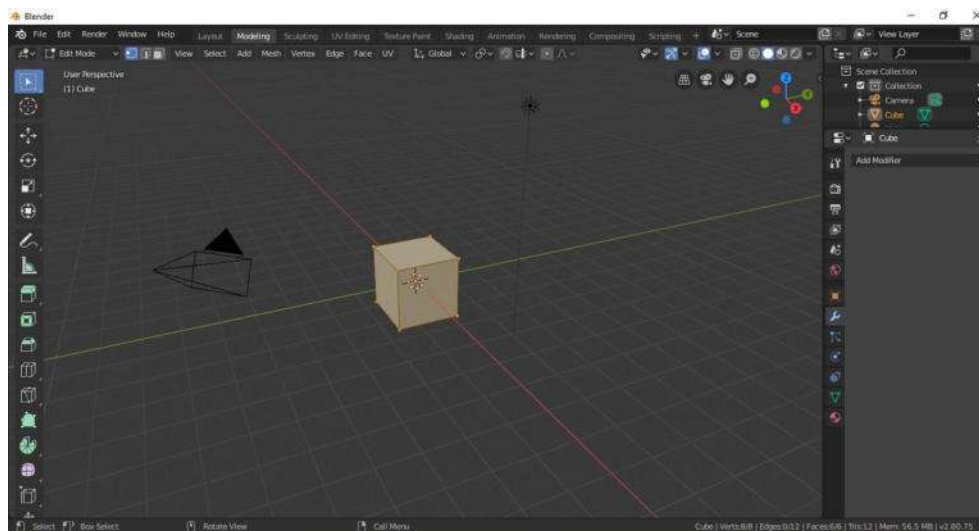 Blender
File Edit Render Window Help Layout Modeling Sculpting UV Editing Texture Paint Shading Animation Rendering Compositing Scripting + Scene View Layer
Edit Mode View Select Add Mesh Vertex Edge Face UV Global
User Perspective
(1) Cube
Z
Y
X
Scene Collection
Collection
Camera
Cube
Cube
Add Modifier
Select Box Select Rotate View Call Menu Cube | Verts:8/8 | Edges:0/12 | Faces:6/6 | Tris:12 | Mem: 56.5 MB | v2.80.75